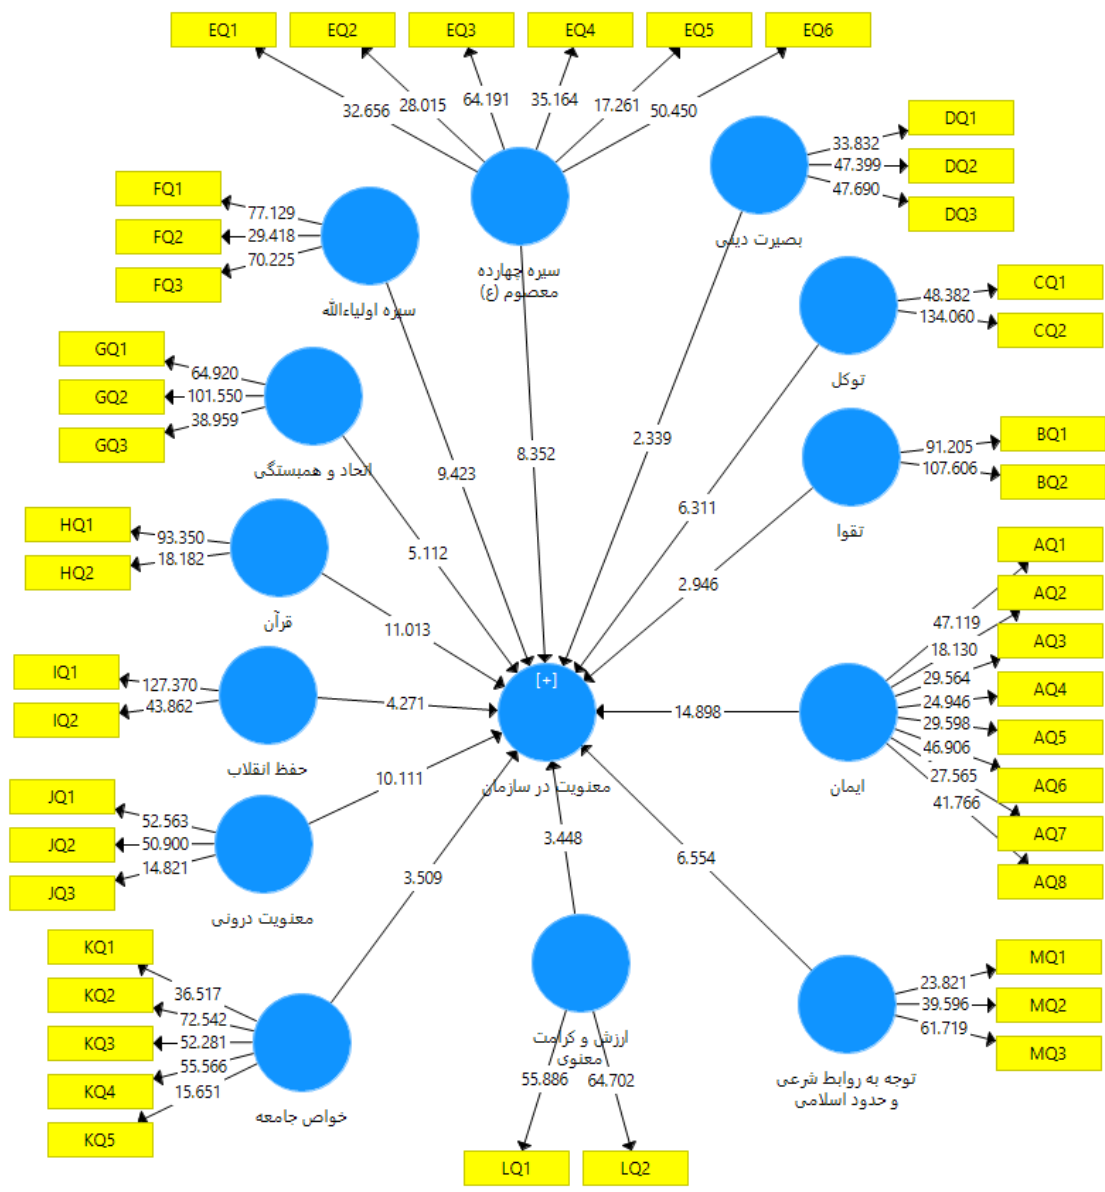 EQ1 EQ2 EQ3 EQ4 EQ5 EQ6
32.656 28.015 64.191 35.164 17.261 50.450
سیره چهارده
معصوم (ع)
8.352
DQ1
DQ2
DQ3
33.832
47.399
47.690
بصیرت دینی
2.339
FQ1
FQ2
FQ3
77.129
29.418
70.225
سیره اولیاءالله
9.423
CQ1
CQ2
48.382
134.060
توکل
6.311
GQ1
GQ2
GQ3
64.920
101.550
38.959
اتحاد و همبستگی
5.112
BQ1
BQ2
91.205
107.606
تقوا
2.946
HQ1
HQ2
93.350
18.182
قرآن
11.013
AQ1
AQ2
AQ3
AQ4
AQ5
AQ6
AQ7
AQ8
47.119
18.130
29.564
24.946
29.598
46.906
27.565
41.766
ایمان
14.898
IQ1
IQ2
127.370
43.862
حفظ انقلاب
4.271
[+]
معنویت در سازمان
JQ1
JQ2
JQ3
52.563
50.900
14.821
معنویت درونی
10.111
KQ1
KQ2
KQ3
KQ4
KQ5
36.517
72.542
52.281
55.566
15.651
خواص جامعه
3.509
3.448
ارزش و کرامت
معنوی
55.886 64.702
LQ1 LQ2
6.554
MQ1
MQ2
MQ3
23.821
39.596
61.719
توجه به روابط شرعی
و حدود اسلامی